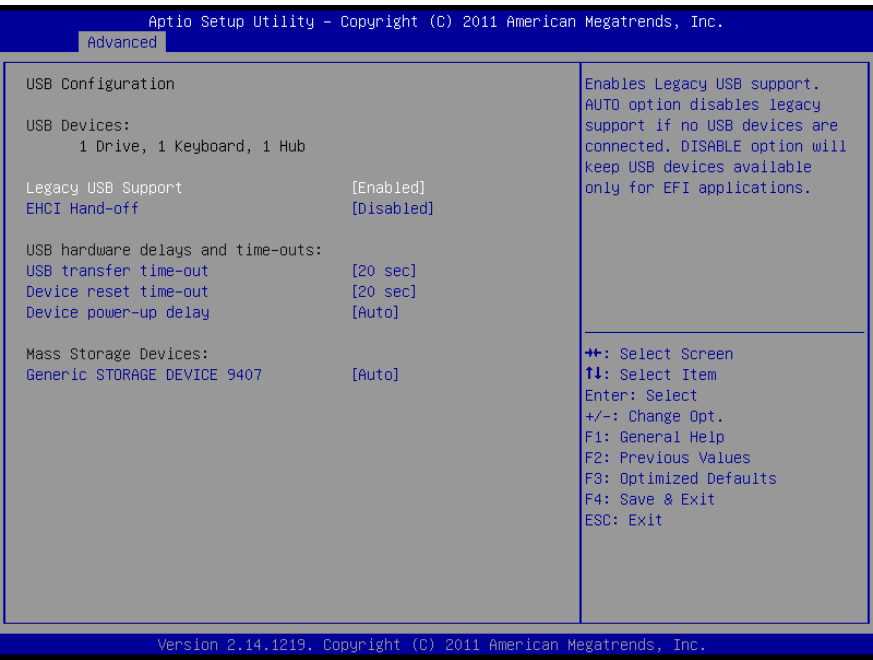 Aptio Setup Utility – Copyright (C) 2011 American Megatrends, Inc.
Advanced
USB Configuration
USB Devices:
1 Drive, 1 Keyboard, 1 Hub
Legacy USB Support [Enabled]
EHCI Hand-off [Disabled]
USB hardware delays and time-outs:
USB transfer time-out [20 sec]
Device reset time-out [20 sec]
Device power-up delay [Auto]
Mass Storage Devices:
Generic STORAGE DEVICE 9407 [Auto]
Enables Legacy USB support.
AUTO option disables legacy
support if no USB devices are
connected. DISABLE option will
keep USB devices available
only for EFI applications.
→←: Select Screen
↑↓: Select Item
Enter: Select
+/-: Change Opt.
F1: General Help
F2: Previous Values
F3: Optimized Defaults
F4: Save & Exit
ESC: Exit
Version 2.14.1219. Copyright (C) 2011 American Megatrends, Inc.